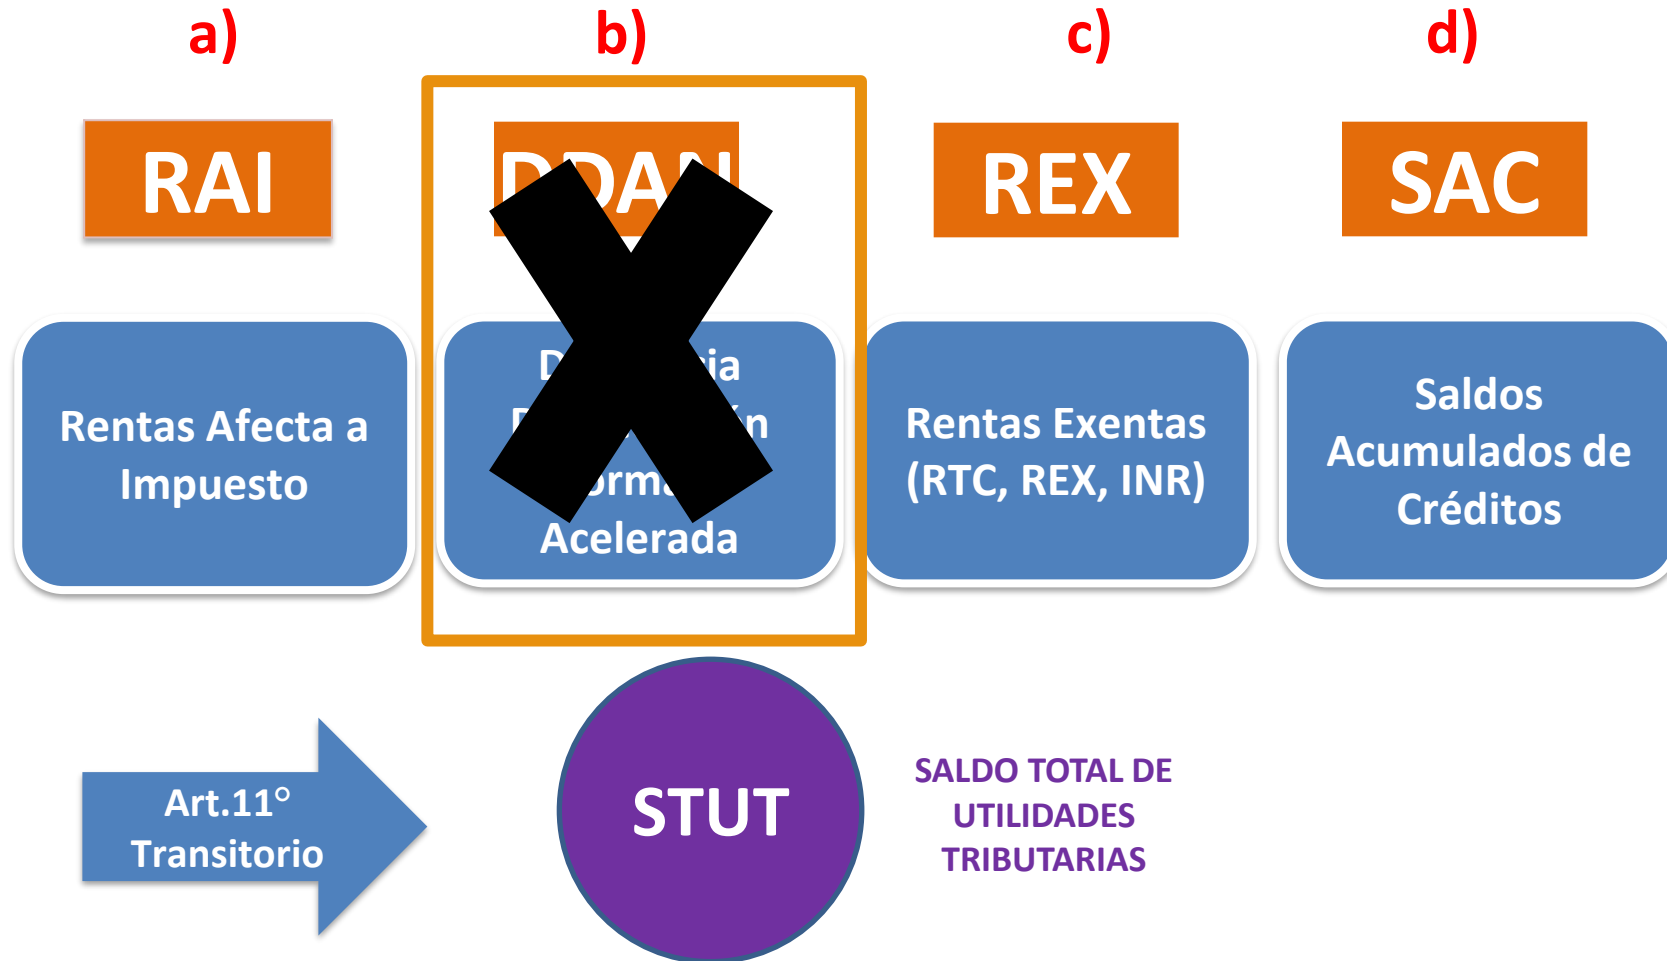 a)
b)
c)
d)
RAI
DDAN
REX
SAC
Rentas Afecta a
Impuesto
Acelerada
Rentas Exentas
(RTC, REX, INR)
Saldos
Acumulados de
Créditos
Art.11°
Transitorio
STUT
SALDO TOTAL DE
UTILIDADES
TRIBUTARIAS